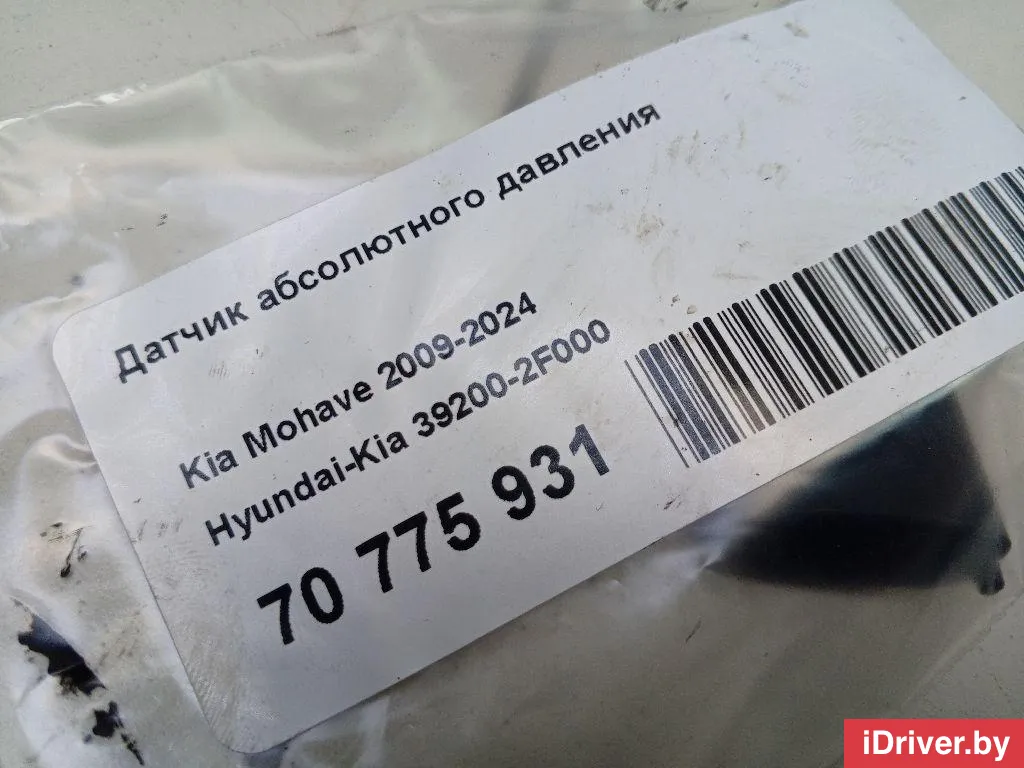 Датчик абсолютного давления
Kia Mohave 2009-2024
Hyundai-Kia 39200-2F000
70 775 931
iDriver.by